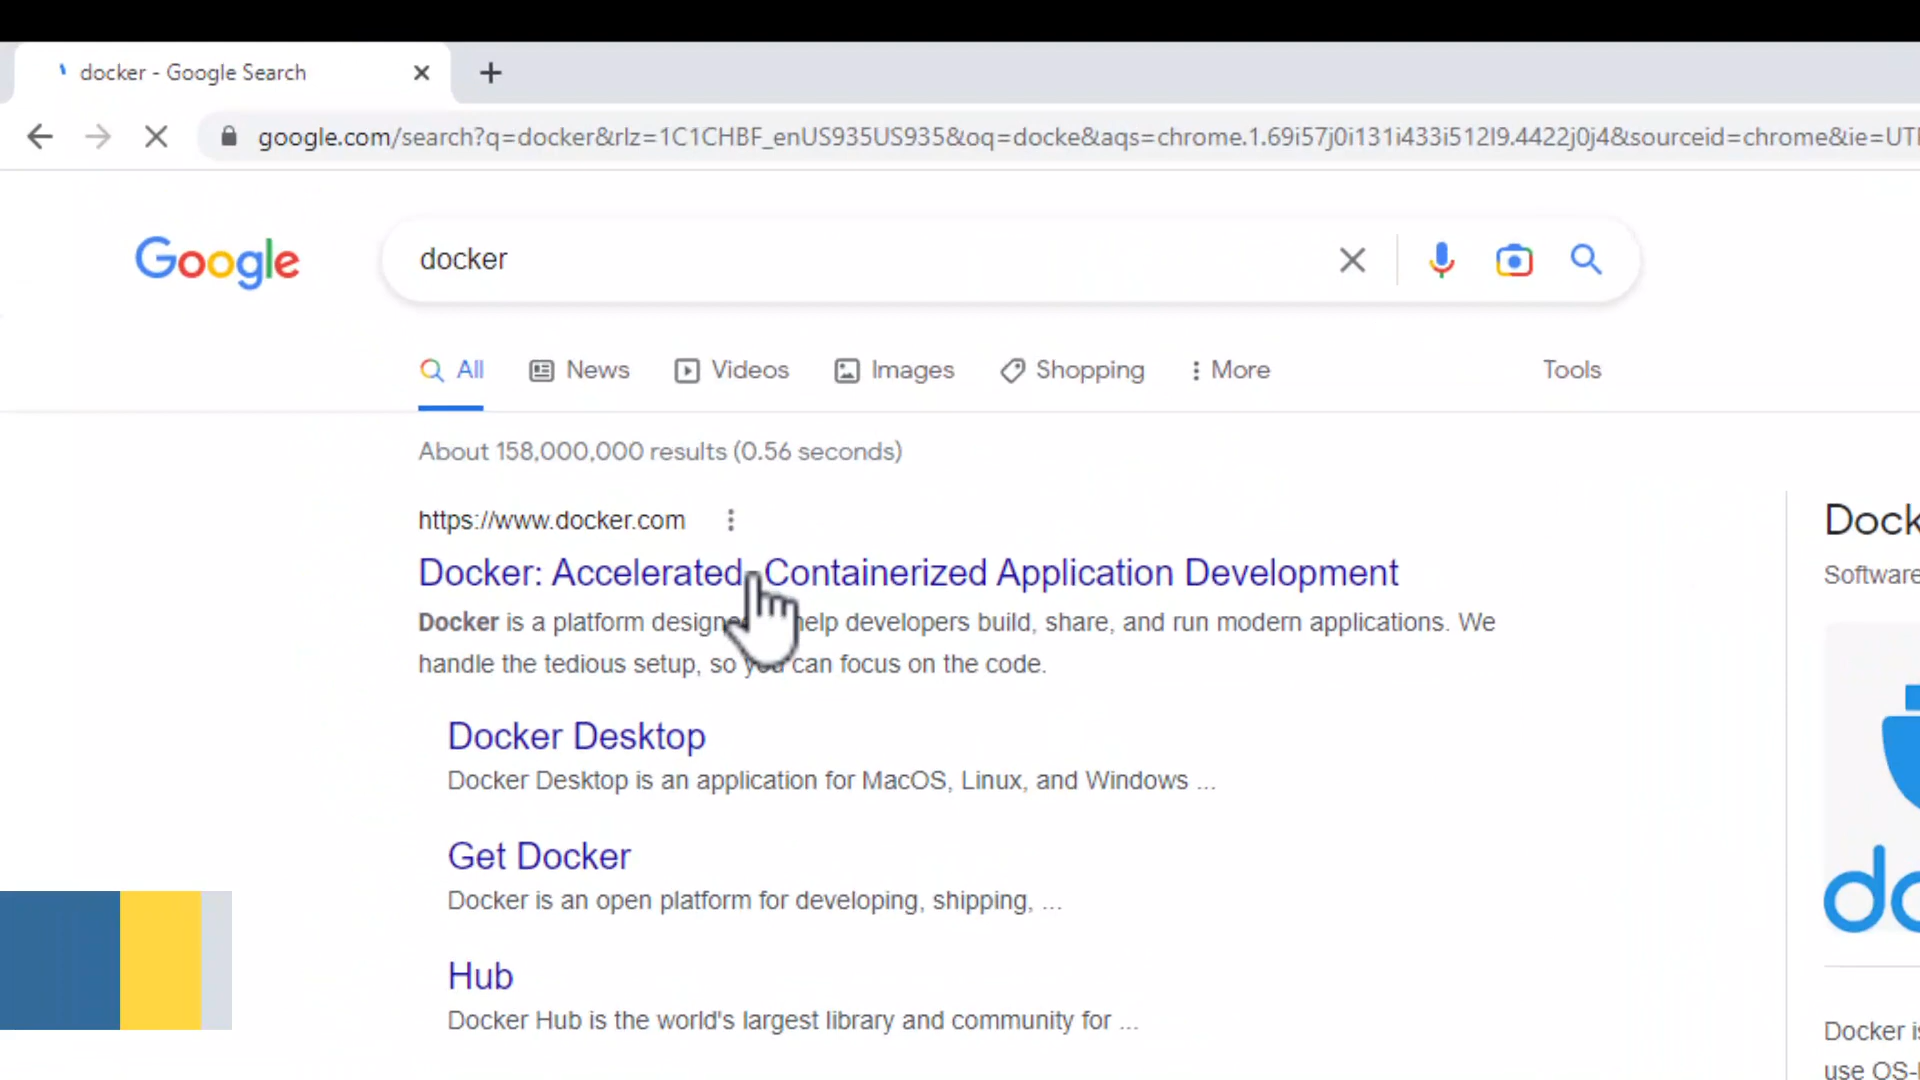 docker - Google Search
google.com/search?q=docker&rlz=1C1CHBF_enUS935US935&oq=docke&aqs=chrome.1.69i57j0i131i433i512l9.4422j0j4&sourceid=chrome&ie=UTF
Google
docker
All News Videos Images Shopping More Tools
About 158,000,000 results (0.56 seconds)
https://www.docker.com
Docker: Accelerated, Containerized Application Development
Docker is a platform help developers build, share, and run modern applications. We
handle the tedious setup, so you can focus on the code.
Docker Desktop
Docker Desktop is an application for MacOS, Linux, and Windows ...
Get Docker
Docker is an open platform for developing, shipping, ...
Hub
Docker Hub is the world's largest library and community for ...
Dock
Software
do
Docker is
use OS-l